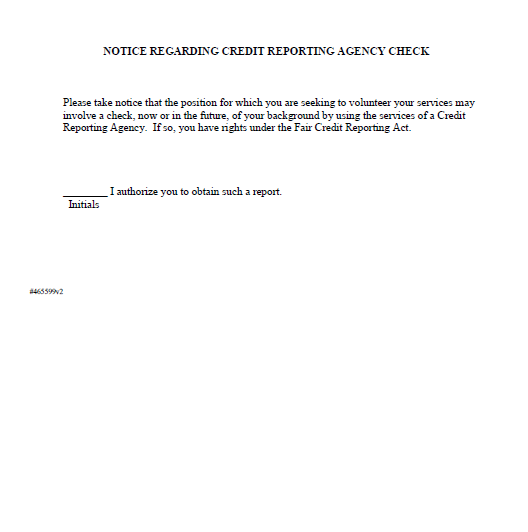 NOTICE REGARDING CREDIT REPORTING AGENCY CHECK
Please take notice that the position for which you are seeking to volunteer your services may
involve a check, now or in the future, of your background by using the services of a Credit
Reporting Agency.  If so, you have rights under the Fair Credit Reporting Act.
________ I authorize you to obtain such a report.
Initials
#465599v2